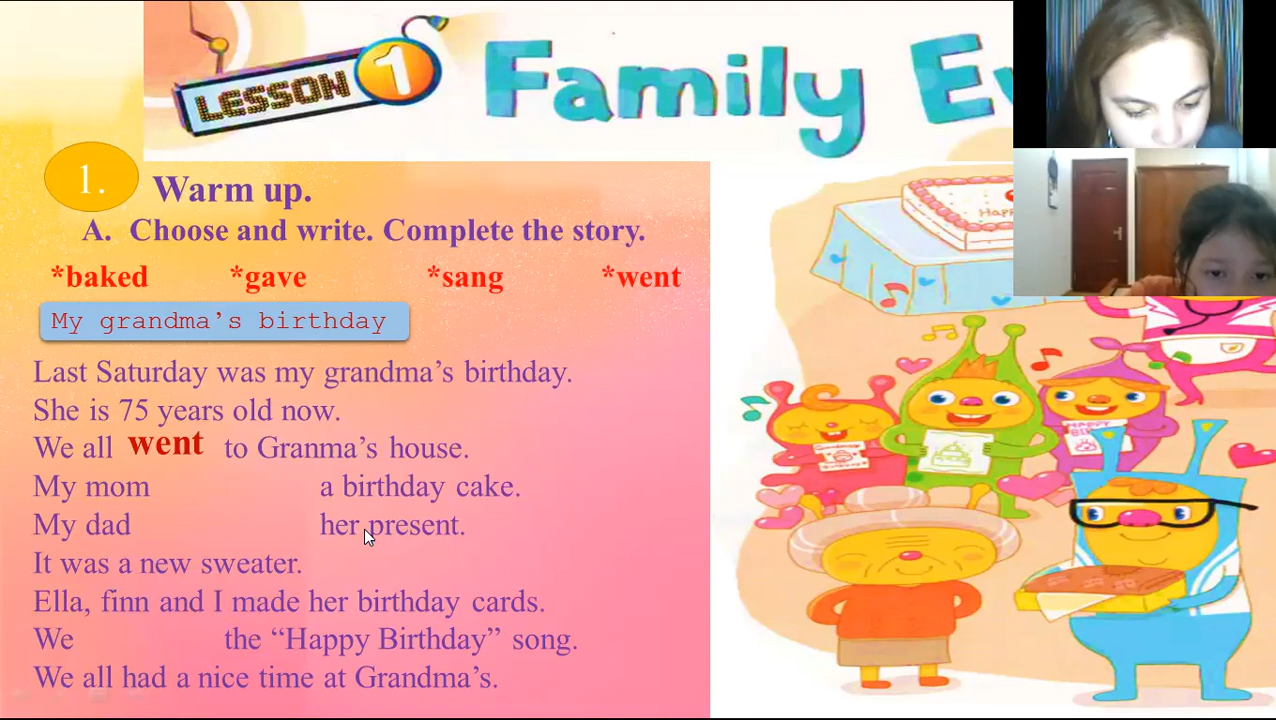 LESSON 1
Family E
1.
Warm up.
A. Choose and write. Complete the story.
*baked *gave *sang *went
My grandma's birthday
Last Saturday was my grandma's birthday.
She is 75 years old now.
We all went to Granma's house.
My mom a birthday cake.
My dad her present.
It was a new sweater.
Ella, finn and I made her birthday cards.
We the “Happy Birthday” song.
We all had a nice time at Grandma's.
HAPPY